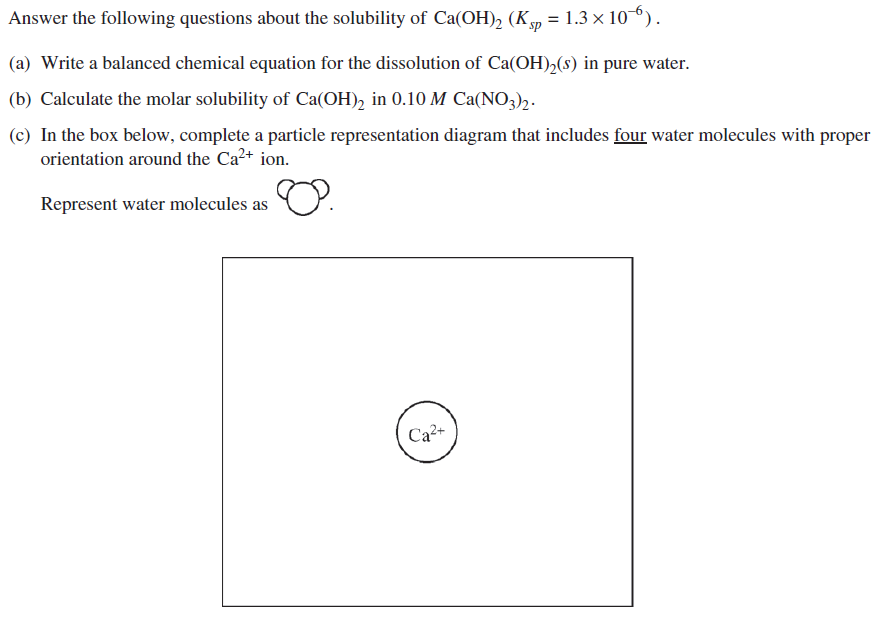 Answer the following questions about the solubility of Ca(OH)₂ (Kₛₚ = 1.3 × 10⁻⁶).
(a) Write a balanced chemical equation for the dissolution of Ca(OH)₂(s) in pure water.
(b) Calculate the molar solubility of Ca(OH)₂ in 0.10 M Ca(NO₃)₂.
(c) In the box below, complete a particle representation diagram that includes four water molecules with proper
orientation around the Ca²⁺ ion.
Represent water molecules as .
Ca²⁺